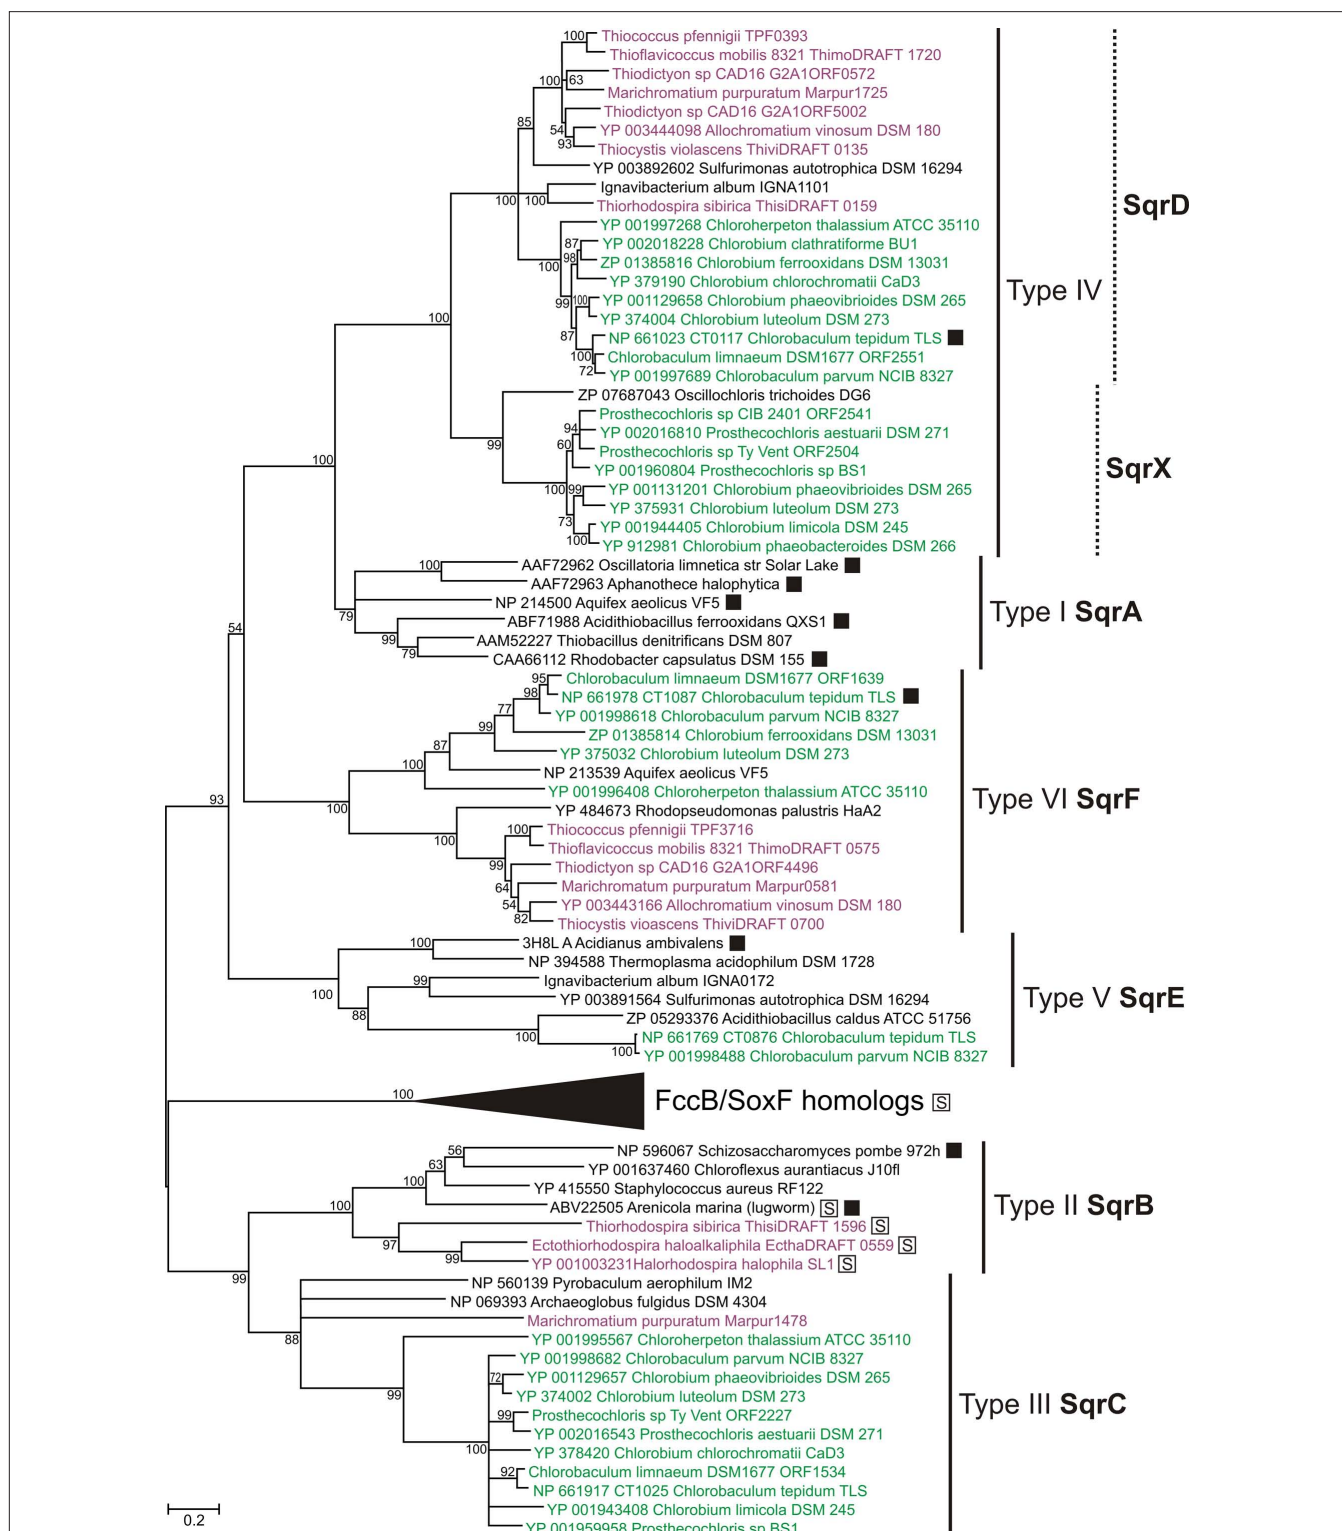 100 Thiococcus pfennigii TPF0393
Thioflavicoccus mobilis 8321 ThimoDRAFT 1720
100 63 Thiodictyon sp CAD16 G2A1ORF0572
Marichromatium purpuratum Marpur1725
Thiodictyon sp CAD16 G2A1ORF5002
85 54 YP 003444098 Allochromatium vinosum DSM 180
93 Thiocystis violascens ThiviDRAFT 0135
YP 003892602 Sulfurimonas autotrophica DSM 16294
Ignavibacterium album IGNA1101
100 100 Thiorhodospira sibirica ThisiDRAFT 0159
SqrD
YP 001997268 Chloroherpeton thalassium ATCC 35110
87 YP 002018228 Chlorobium clathratiforme BU1
100 98 ZP 01385816 Chlorobium ferrooxidans DSM 13031
YP 379190 Chlorobium chlorochromatii CaD3
Type IV
99 100 YP 001129658 Chlorobium phaeovibrioides DSM 265
100 YP 374004 Chlorobium luteolum DSM 273
87 NP 661023 CT0117 Chlorobaculum tepidum TLS
100 Chlorobaculum limnaeum DSM1677 ORF2551
72 YP 001997689 Chlorobaculum parvum NCIB 8327
ZP 07687043 Oscillochloris trichoides DG6
Prosthecochloris sp CIB 2401 ORF2541
94 YP 002016810 Prosthecochloris aestuarii DSM 271
99 60 Prosthecochloris sp Ty Vent ORF2504
100 YP 001960804 Prosthecochloris sp BS1
SqrX
100 99 YP 001131201 Chlorobium phaeovibrioides DSM 265
YP 375931 Chlorobium luteolum DSM 273
73 YP 001944405 Chlorobium limicola DSM 245
100 YP 912981 Chlorobium phaeobacteroides DSM 266
100 AAF72962 Oscillatoria limnetica str Solar Lake
AAF72963 Aphanothece halophytica
79 NP 214500 Aquifex aeolicus VF5
Type I SqrA
54 ABF71988 Acidithiobacillus ferrooxidans QXS1
99 AAM52227 Thiobacillus denitrificans DSM 807
79 CAA66112 Rhodobacter capsulatus DSM 155
95 Chlorobaculum limnaeum DSM1677 ORF1639
98 NP 661978 CT1087 Chlorobaculum tepidum TLS
77 YP 001998618 Chlorobaculum parvum NCIB 8327
99 ZP 01385814 Chlorobium ferrooxidans DSM 13031
87 YP 375032 Chlorobium luteolum DSM 273
100 NP 213539 Aquifex aeolicus VF5
YP 001996408 Chloroherpeton thalassium ATCC 35110
93 100 YP 484673 Rhodopseudomonas palustris HaA2
Type VI SqrF
100 100 Thiococcus pfennigii TPF3716
Thioflavicoccus mobilis 8321 ThimoDRAFT 0575
99 Thiodictyon sp CAD16 G2A1ORF4496
64 Marichromatum purpuratum Marpur0581
54 YP 003443166 Allochromatium vinosum DSM 180
82 Thiocystis vioascens ThiviDRAFT 0700
100 3H8L A Acidianus ambivalens
NP 394588 Thermoplasma acidophilum DSM 1728
100 99 Ignavibacterium album IGNA0172
YP 003891564 Sulfurimonas autotrophica DSM 16294
Type V SqrE
88 ZP 05293376 Acidithiobacillus caldus ATCC 51756
100 NP 661769 CT0876 Chlorobaculum tepidum TLS
100 YP 001998488 Chlorobaculum parvum NCIB 8327
100 FccB/SoxF homologs S
56 NP 596067 Schizosaccharomyces pombe 972h
63 YP 001637460 Chloroflexus aurantiacus J10fl
100 YP 415550 Staphylococcus aureus RF122
100 ABV22505 Arenicola marina (lugworm) S
Type II SqrB
Thiorhodospira sibirica ThisiDRAFT 1596 S
97 Ectothiorhodospira haloalkaliphila EcthaDRAFT 0559 S
99 YP 001003231Halorhodospira halophila SL1 S
99 NP 560139 Pyrobaculum aerophilum IM2
NP 069393 Archaeoglobus fulgidus DSM 4304
Marichromatium purpuratum Marpur1478
88 YP 001995567 Chloroherpeton thalassium ATCC 35110
YP 001998682 Chlorobaculum parvum NCIB 8327
72 YP 001129657 Chlorobium phaeovibrioides DSM 265
99 YP 374002 Chlorobium luteolum DSM 273
Type III SqrC
99 Prosthecochloris sp Ty Vent ORF2227
YP 002016543 Prosthecochloris aestuarii DSM 271
100 YP 378420 Chlorobium chlorochromatii CaD3
92 Chlorobaculum limnaeum DSM1677 ORF1534
NP 661917 CT1025 Chlorobaculum tepidum TLS
YP 001943408 Chlorobium limicola DSM 245
0.2
YP 001959958 Prosthecochloris sp BS1